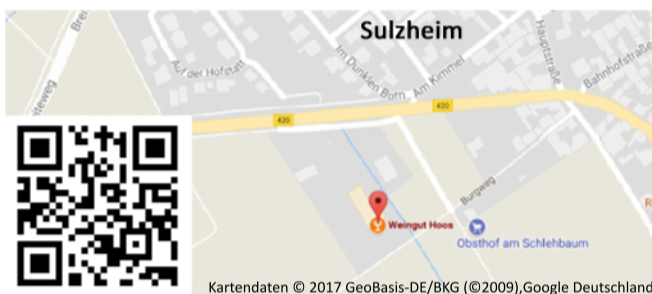 Sulzheim
Auf der Hofstatt
Im Dunklen Born
Am Kimmel
Hauptstraße
Bahnhofstraße
420
420
Burgweg
Weingut Hoos
Obsthof am Schlehbaum
Kartendaten © 2017 GeoBasis-DE/BKG (©2009),Google Deutschland